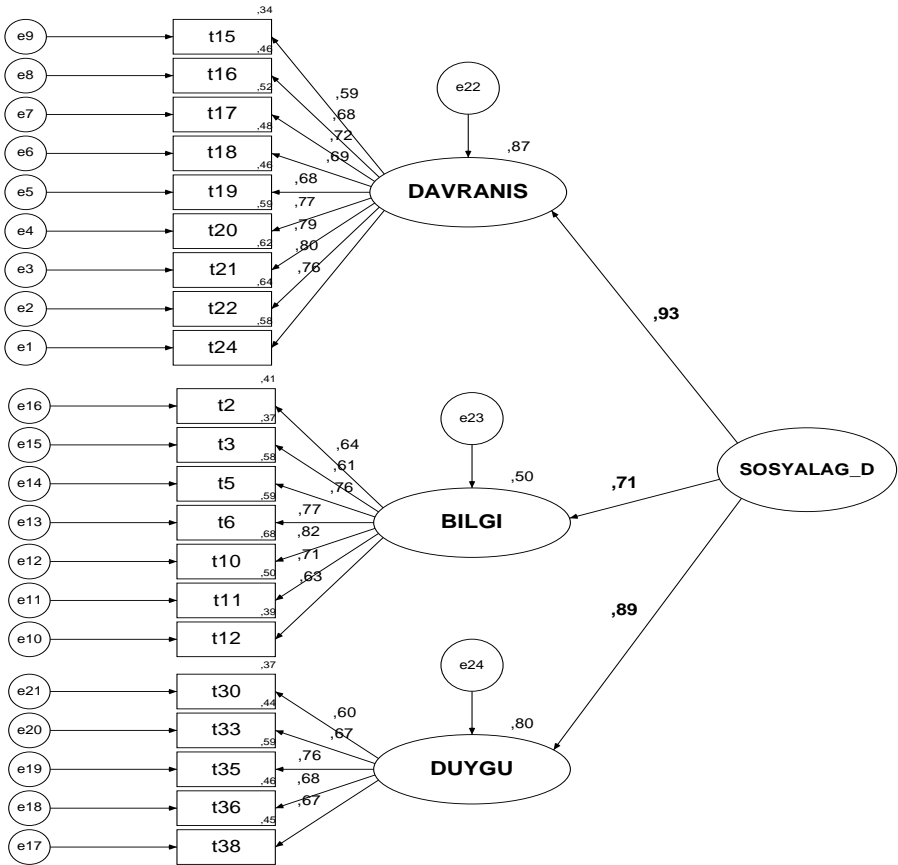 ,34
e9 t15
,46
e8 t16
,52
e7 t17
,48
e6 t18
,46
e5 t19
,59
e4 t20
,62
e3 t21
,64
e2 t22
,58
e1 t24
,59
,68
,72
,69
,68
,77
,79
,80
,76
e22
,87
DAVRANIS
,93
,41
e16 t2
,37
e15 t3
,58
e14 t5
,59
e13 t6
,68
e12 t10
,50
e11 t11
,39
e10 t12
,64
,61
,76
,77
,82
,71
,63
e23
,50
BILGI
,71
SOSYALAG_D
,89
,37
e21 t30
,44
e20 t33
,59
e19 t35
,46
e18 t36
,45
e17 t38
,60
,67
,76
,68
,67
e24
,80
DUYGU